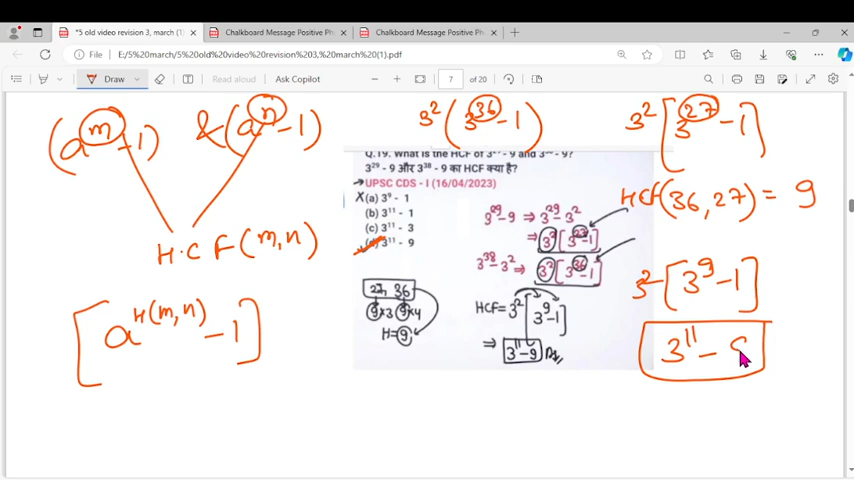 *5 old video revision 3, march (1).
Chalkboard Message Positive Ph
Chalkboard Message Positive Ph
File E:/5%20march/5%20old%20video%20revision%203,%20march%20(1).pdf
Draw Read aloud Ask Copilot 7 of 20
(a^m - 1) & (a^n - 1)
H.C.F (m, n)
[a^H(m,n) - 1]
3^2 (3^36 - 1)
3^2 [3^27 - 1]
HCF (36, 27) = 9
3^2 [3^9 - 1]
3^11 - 9
Q.19. What is the HCF of 3 - 9 and 3 - 9?
3^29 - 9 और 3^38 - 9 का HCF क्या है?
→UPSC CDS - I (16/04/2023)
X(a) 3^9 - 1
(b) 3^11 - 1
(c) 3^11 - 3
(d) 3^11 - 9
3^29 - 9 ⇒ 3^29 - 3^2
⇒ 3^2 [3^27 - 1]
3^38 - 3^2 ⇒ 3^2 [3^36 - 1]
27, 36
9×3 9×4
H = 9
HCF = 3^2 [3^9 - 1]
⇒ 3^11 - 9 Ans